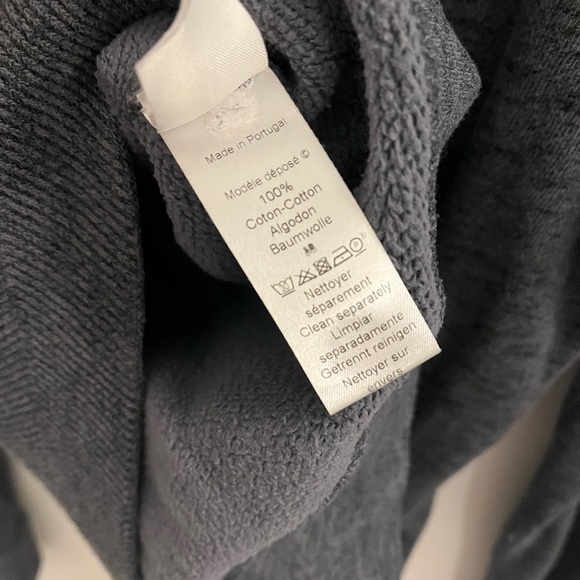 Made in Portugal
Modèle déposé ©
100%
Coton-Cotton
Algodon
Baumwolle
Nettoyer
séparement
Clean separately
Limpiar
separadamente
Getrennt reinigen
Nettoyer sur
envers